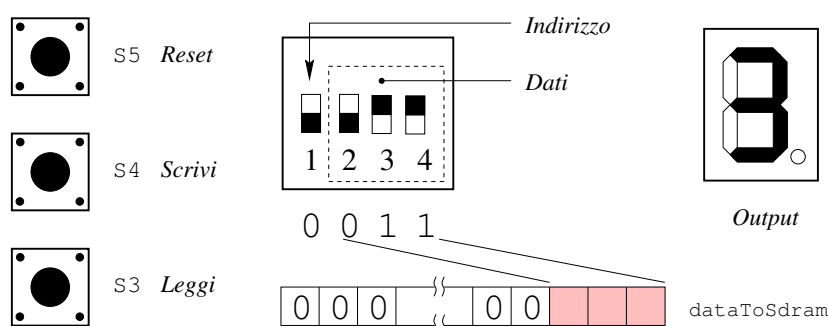 Indirizzo
S5 Reset
Dati
1 2 3 4
S4 Scrivi
0 0 1 1
Output
S3 Leggi
0 0 0 0 0
dataToSdram